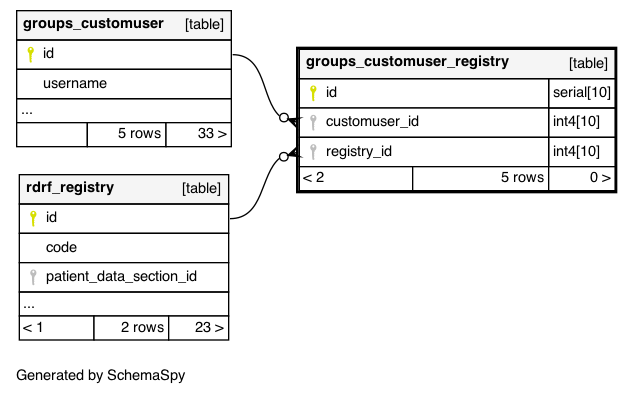 groups_customuser [table]
id
username
...
5 rows 33 >
groups_customuser_registry [table]
id serial[10]
customuser_id int4[10]
registry_id int4[10]
< 2 5 rows 0 >
rdrf_registry [table]
id
code
patient_data_section_id
...
< 1 2 rows 23 >
Generated by SchemaSpy